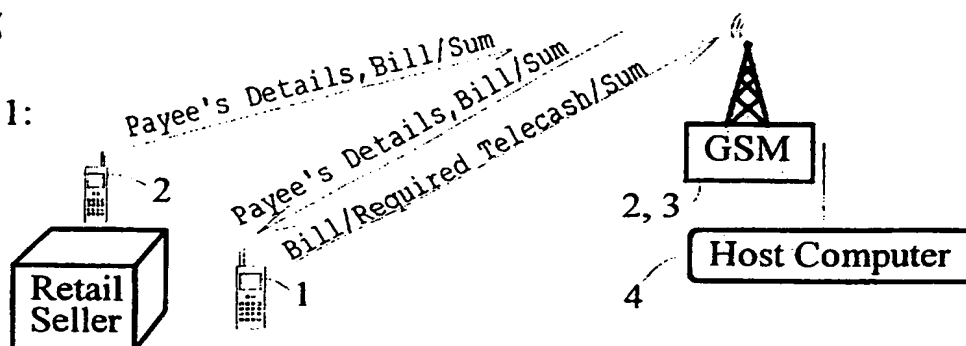 1:
Payee's Details,Bill/Sum
Payee's Details,Bill/Sum
Bill/Required Telecash/Sum
GSM
2
2, 3
1
4
Host Computer
Retail
Seller